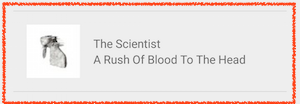 The Scientist
A Rush Of Blood To The Head